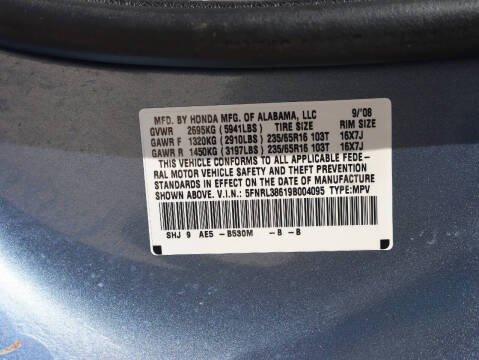 MFD. BY HONDA MFG. OF ALABAMA, LLC 9/'08
GVWR 2695KG (5941LBS) TIRE SIZE RIM SIZE
GAWR F 1320KG (2910LBS) 235/65R16 103T 16X7J
GAWR R 1450KG (3197LBS) 235/65R16 103T 16X7J
THIS VEHICLE CONFORMS TO ALL APPLICABLE FEDE-
RAL MOTOR VEHICLE SAFETY AND THEFT PREVENTION
STANDARDS IN EFFECT ON THE DATE OF MANUFACTURE
SHOWN ABOVE. V.I.N.: 5FNRL38619B004095 TYPE:MPV
SHJ 9 AE5 -B530M -B -B